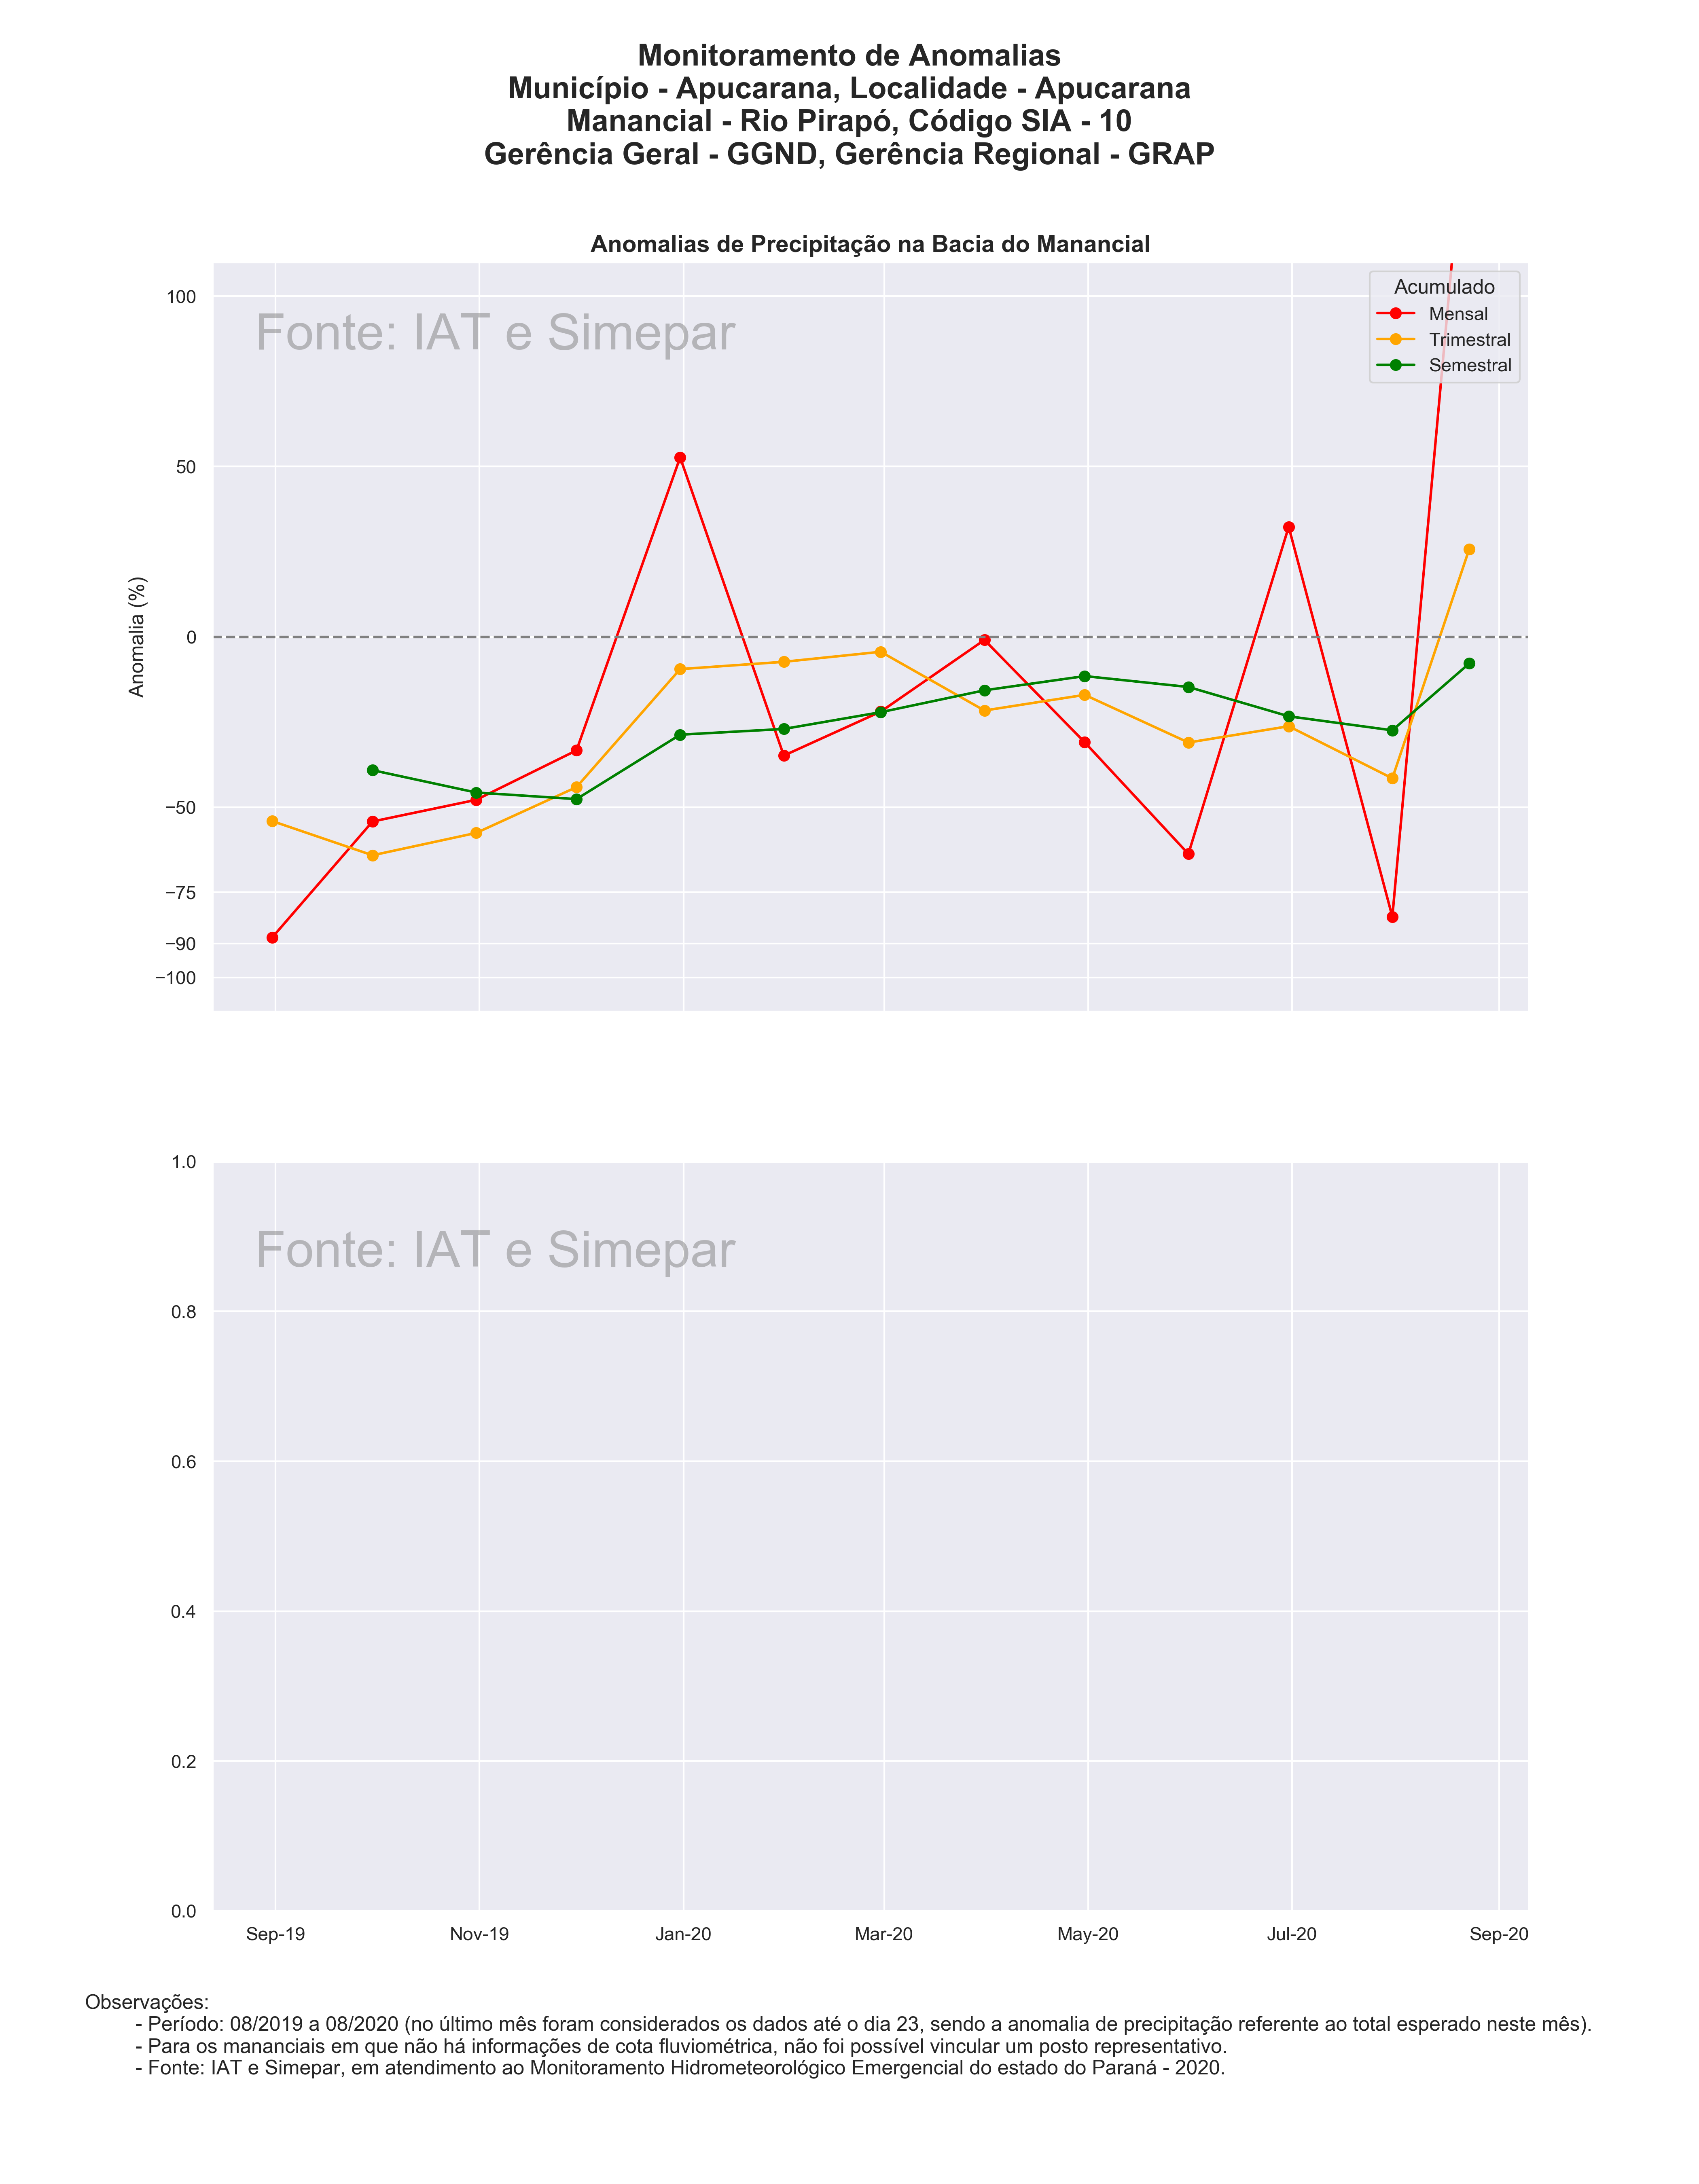 Monitoramento de Anomalias
Município - Apucarana, Localidade - Apucarana
Manancial - Rio Pirapó, Código SIA - 10
Gerência Geral - GGND, Gerência Regional - GRAP
Anomalias de Precipitação na Bacia do Manancial
Fonte: IAT e Simepar
Acumulado
Mensal
Trimestral
Semestral
Anomalia (%)
100
50
0
−50
−75
−90
−100
Fonte: IAT e Simepar
1.0
0.8
0.6
0.4
0.2
0.0
Sep-19 Nov-19 Jan-20 Mar-20 May-20 Jul-20 Sep-20
Observações:
- Período: 08/2019 a 08/2020 (no último mês foram considerados os dados até o dia 23, sendo a anomalia de precipitação referente ao total esperado neste mês).
- Para os mananciais em que não há informações de cota fluviométrica, não foi possível vincular um posto representativo.
- Fonte: IAT e Simepar, em atendimento ao Monitoramento Hidrometeorológico Emergencial do estado do Paraná - 2020.